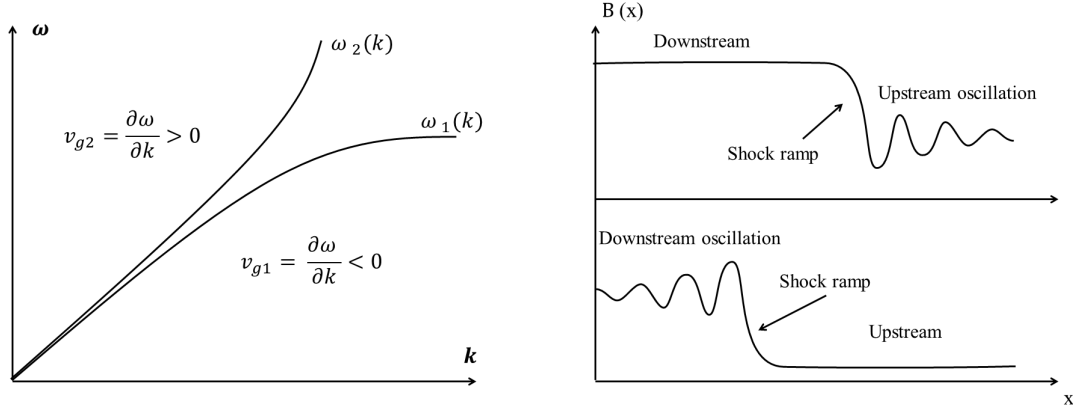 ω
ω 2(k)
v_g2 = ∂ω/∂k > 0
ω 1(k)
v_g1 = ∂ω/∂k < 0
k
B (x)
Downstream
Upstream oscillation
Shock ramp
Downstream oscillation
Shock ramp
Upstream
x